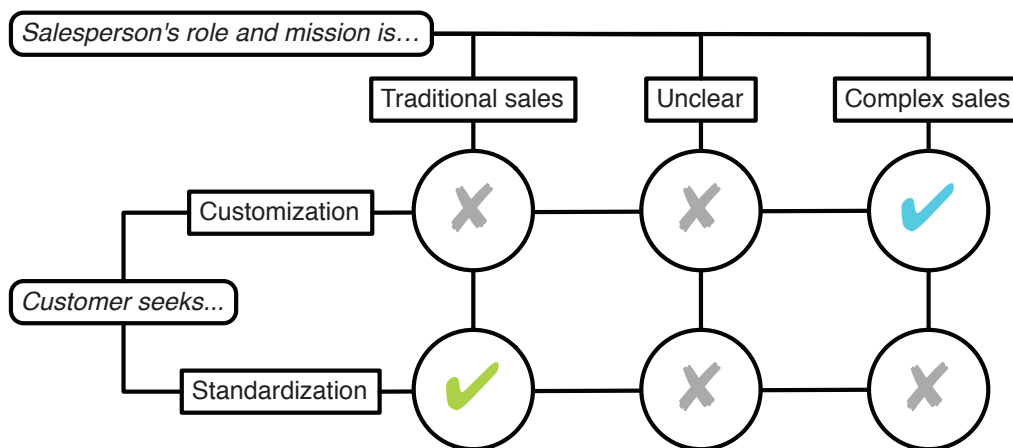 Salesperson's role and mission is…
Traditional sales
Unclear
Complex sales
Customization
Customer seeks...
Standardization